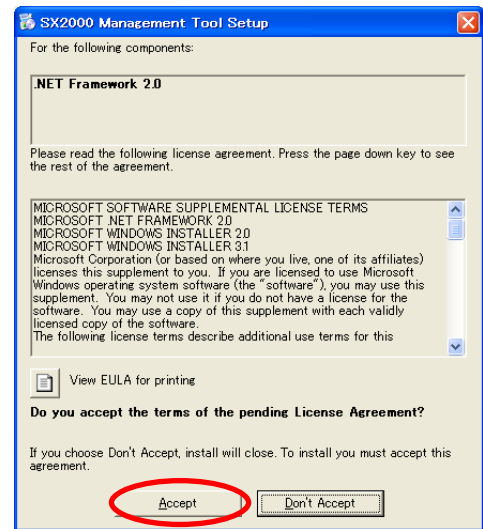 SX2000 Management Tool Setup
For the following components:
.NET Framework 2.0
Please read the following license agreement. Press the page down key to see
the rest of the agreement.
MICROSOFT SOFTWARE SUPPLEMENTAL LICENSE TERMS
MICROSOFT .NET FRAMEWORK 2.0
MICROSOFT WINDOWS INSTALLER 2.0
MICROSOFT WINDOWS INSTALLER 3.1
Microsoft Corporation (or based on where you live, one of its affiliates)
licenses this supplement to you.  If you are licensed to use Microsoft
Windows operating system software (the "software"), you may use this
supplement.  You may not use it if you do not have a license for the
software.  You may use a copy of this supplement with each validly
licensed copy of the software.
The following license terms describe additional use terms for this
View EULA for printing
Do you accept the terms of the pending License Agreement?
If you choose Don't Accept, install will close. To install you must accept this
agreement.
Accept Don't Accept